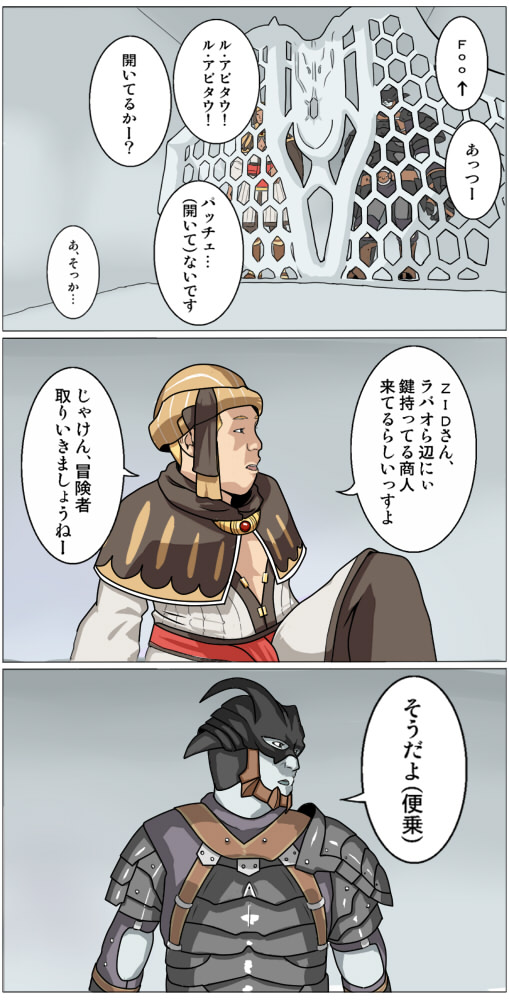 Foo↑
あっつー
ル・アビタウ！
ル・アビタウ！
開いてるかー？
パッチェ…
(開いて)ないです
あ、そっか…
ZIDさん、
ラバオら辺にぃ
鍵持ってる商人
来てるらしいっすよ
じゃけん、冒険者
取りいきましょうねー
そうだよ(便乗)